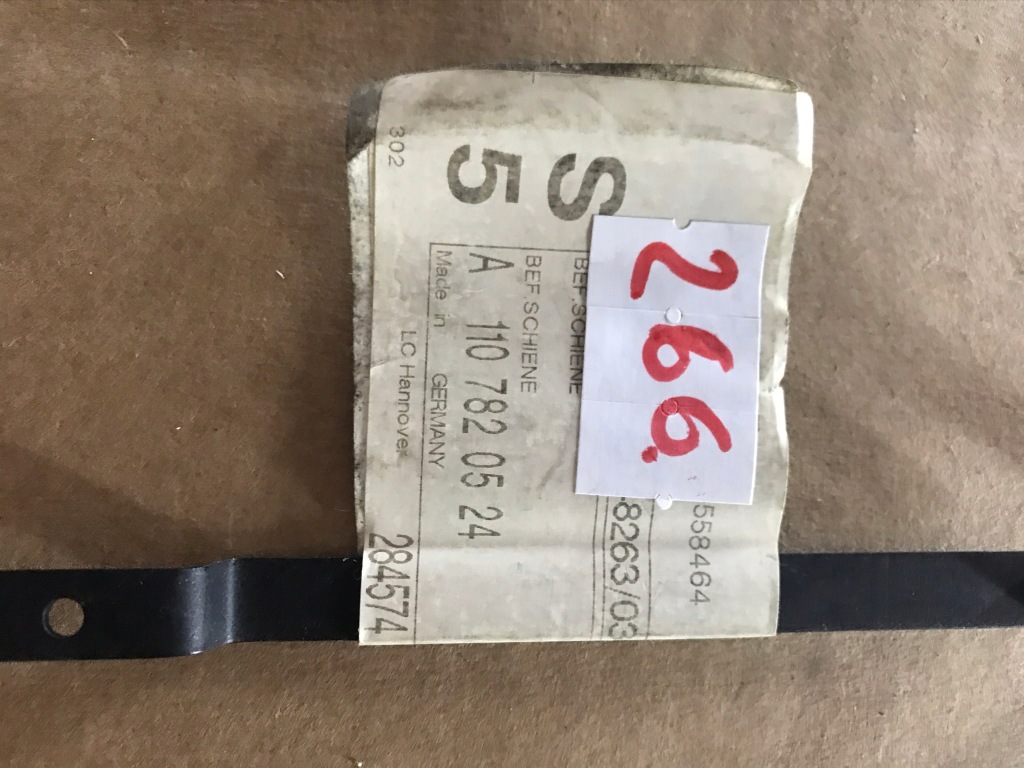 266.
558464
-8263/03
S
BEF.SCHIENE
5
BEF.SCHIENE
A 110 782 05 24
Made in GERMANY
LC Hannover
284574
302